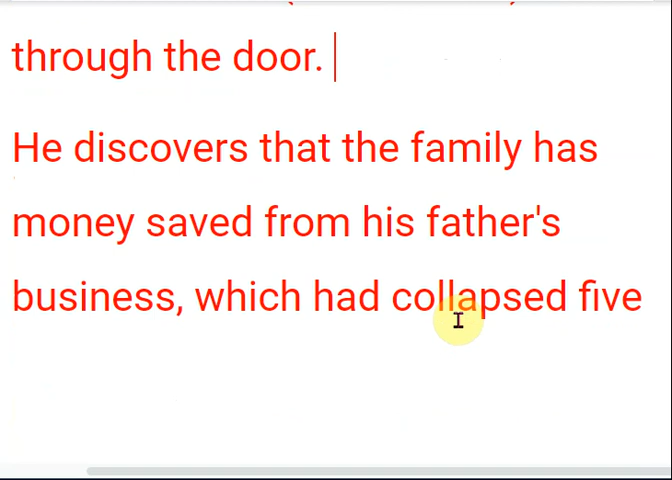 through the door.
He discovers that the family has
money saved from his father's
business, which had collapsed five